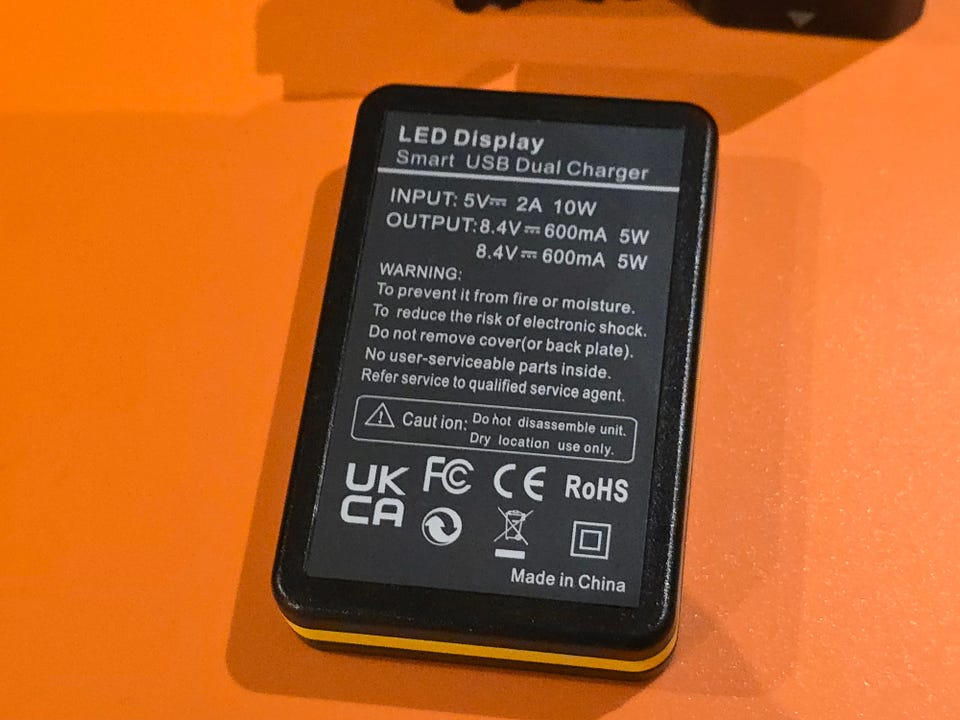 LED Display
Smart USB Dual Charger
INPUT: 5V⎓ 2A 10W
OUTPUT:8.4V⎓600mA 5W
8.4V⎓600mA 5W
WARNING:
To prevent it from fire or moisture.
To reduce the risk of electronic shock.
Do not remove cover(or back plate).
No user-serviceable parts inside.
Refer service to qualified service agent.
Caution: Do not disassemble unit.
Dry location use only.
UK
CA
FC CE RoHS
Made in China